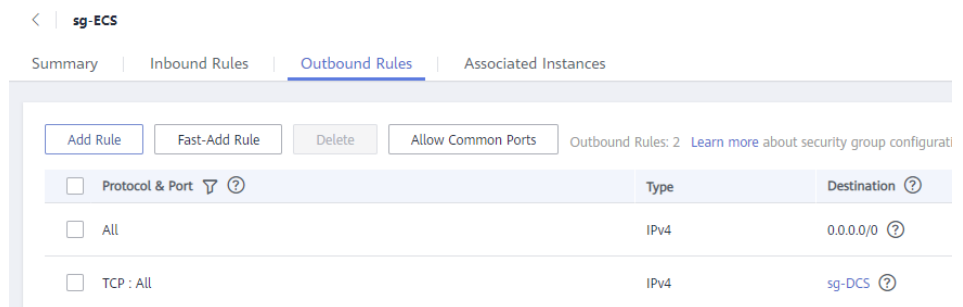 sg-ECS
Summary Inbound Rules Outbound Rules Associated Instances
Add Rule Fast-Add Rule Delete Allow Common Ports Outbound Rules: 2 Learn more about security group configurati
Protocol & Port Type Destination
All IPv4 0.0.0.0/0
TCP : All IPv4 sg-DCS